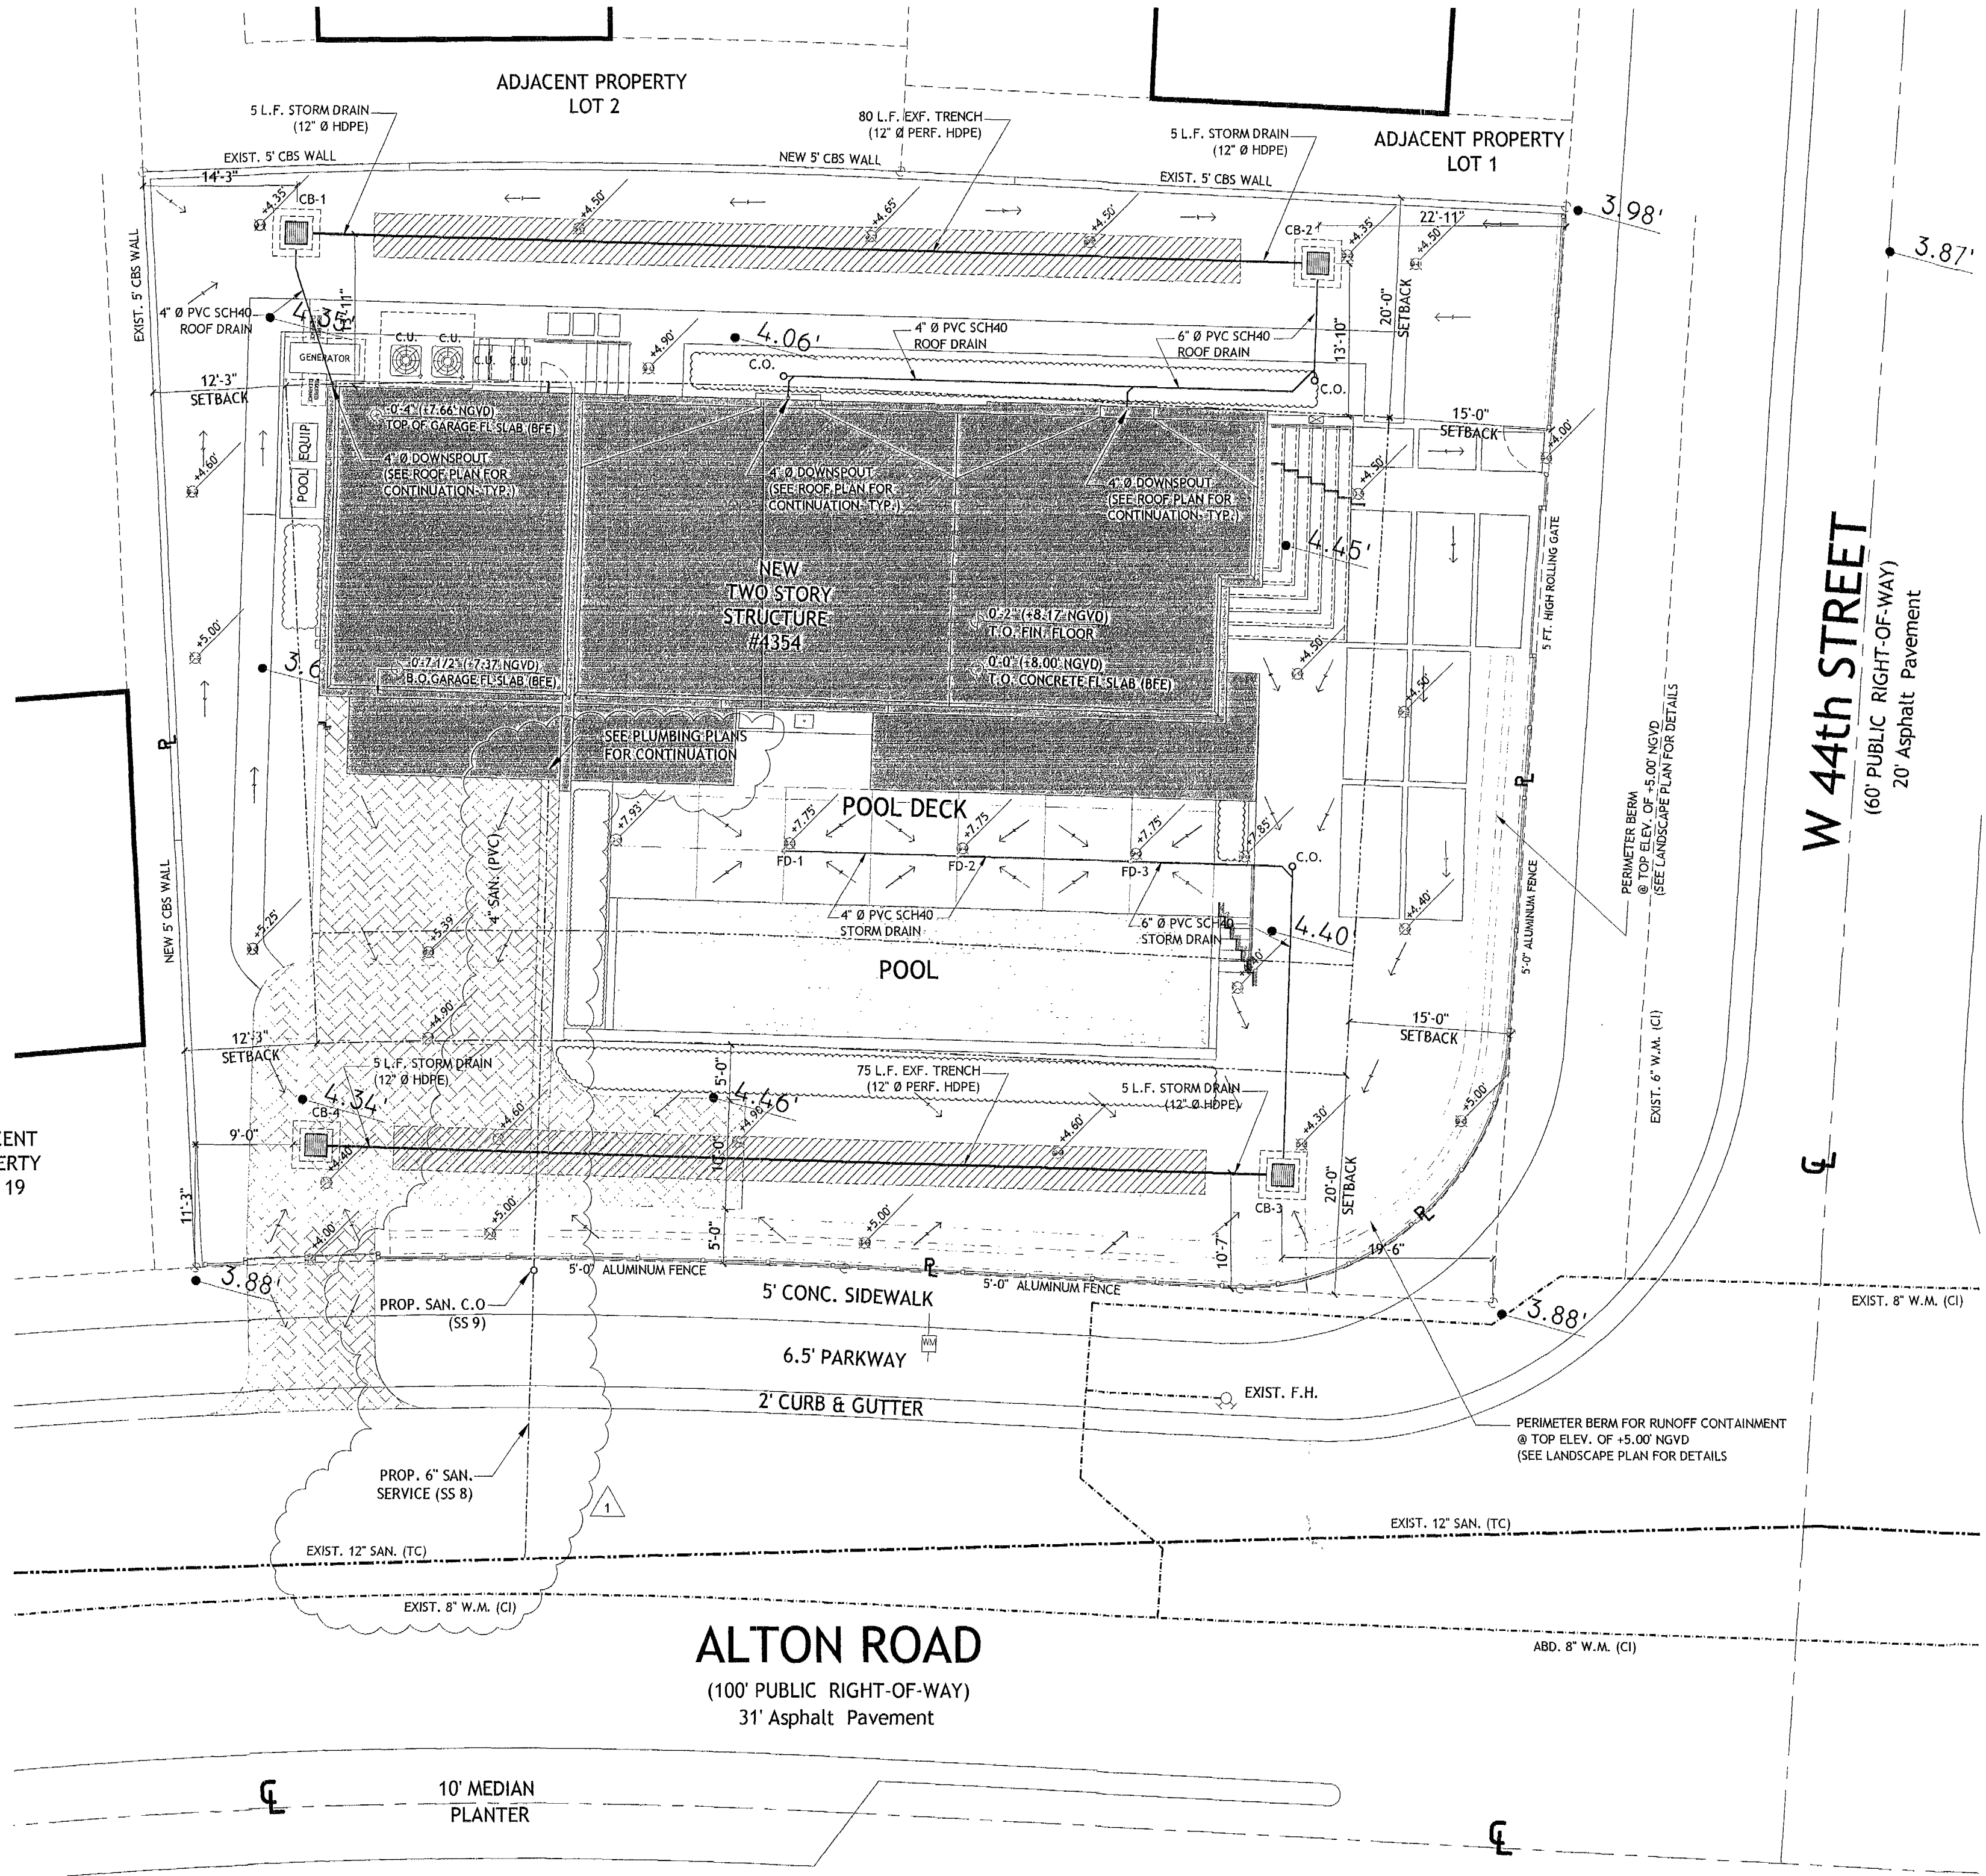 ADJACENT PROPERTY
LOT 2
5 L.F. STORM DRAIN
(12" Ø HDPE)
80 L.F. EXF. TRENCH
(12" Ø PERF. HDPE)
5 L.F. STORM DRAIN
(12" Ø HDPE)
ADJACENT PROPERTY
LOT 1
EXIST. 5' CBS WALL
NEW 5' CBS WALL
EXIST. 5' CBS WALL
14'-3"
CB-1
+4.35'
+4.50'
+4.65'
+4.50'
CB-2
+4.35'
22'-11"
+4.50'
3.98'
3.87'
EXIST. 5' CBS WALL
4" Ø PVC SCH40
ROOF DRAIN
4.35'
GENERATOR
C.U.
C.U.
C.U.
C.U.
+4.90'
4.06'
C.O.
4" Ø PVC SCH40
ROOF DRAIN
6" Ø PVC SCH40
ROOF DRAIN
13'-10"
20'-0"
SETBACK
C.O.
12'-3"
SETBACK
15'-0"
SETBACK
+4.00'
-0'-4" (+7.66' NGVD)
TOP OF GARAGE FL SLAB (BFE)
POOL EQUIP
+4.60'
4" Ø DOWNSPOUT
(SEE ROOF PLAN FOR
CONTINUATION- TYP.)
4" Ø DOWNSPOUT
(SEE ROOF PLAN FOR
CONTINUATION- TYP.)
4" Ø DOWNSPOUT
(SEE ROOF PLAN FOR
CONTINUATION- TYP.)
+4.50'
4.45'
5 FT. HIGH ROLLING GATE
W 44th STREET
(60' PUBLIC RIGHT-OF-WAY)
20' Asphalt Pavement
NEW
TWO STORY
STRUCTURE
#4354
0'-2" (+8.17' NGVD)
T.O. FIN. FLOOR
0'-0" (+8.00' NGVD)
T.O. CONCRETE FL SLAB (BFE)
+5.00'
3.6
-0'-7 1/2" (+7.37' NGVD)
B.O. GARAGE FL SLAB (BFE)
+4.50'
+4.50'
PL
SEE PLUMBING PLANS
FOR CONTINUATION
PL
PERIMETER BERM
@ TOP ELEV. OF +5.00' NGVD
(SEE LANDSCAPE PLAN FOR DETAILS
POOL DECK
+7.93'
+7.75'
+7.75
+7.75'
+7.85'
FD-1
FD-2
FD-3
C.O.
4" SAN. (PVC)
NEW 5' CBS WALL
+5.25'
+5.39'
4" Ø PVC SCH40
STORM DRAIN
6" Ø PVC SCH40
STORM DRAIN
4.40'
+4.40'
5'-0" ALUMINUM FENCE
POOL
+4.90'
12'-3"
SETBACK
15'-0"
SETBACK
EXIST. 6" W.M. (CI)
5 L.F. STORM DRAIN
(12" Ø HDPE)
75 L.F. EXF. TRENCH
(12" Ø PERF. HDPE)
5 L.F. STORM DRAIN
(12" Ø HDPE)
5'-0"
4.34'
CB-4
+4.60'
4.46'
+4.90'
+4.60'
+4.30'
+5.00'
CL
ENT
ERTY
19
9'-0"
+4.40'
10'-0"
11'-3"
CB-3
20'-0"
SETBACK
PL
+4.00'
+5.00'
5'-0"
+5.00'
10'-7"
19'-6"
3.88'
5'-0" ALUMINUM FENCE
PL
5'-0" ALUMINUM FENCE
PROP. SAN. C.O
(SS 9)
5' CONC. SIDEWALK
3.88'
EXIST. 8" W.M. (CI)
WM
6.5' PARKWAY
EXIST. F.H.
2' CURB & GUTTER
PERIMETER BERM FOR RUNOFF CONTAINMENT
@ TOP ELEV. OF +5.00' NGVD
(SEE LANDSCAPE PLAN FOR DETAILS
PROP. 6" SAN.
SERVICE (SS 8)
1
EXIST. 12" SAN. (TC)
EXIST. 12" SAN. (TC)
EXIST. 8" W.M. (CI)
ABD. 8" W.M. (CI)
ALTON ROAD
(100' PUBLIC RIGHT-OF-WAY)
31' Asphalt Pavement
CL
10' MEDIAN
PLANTER
CL